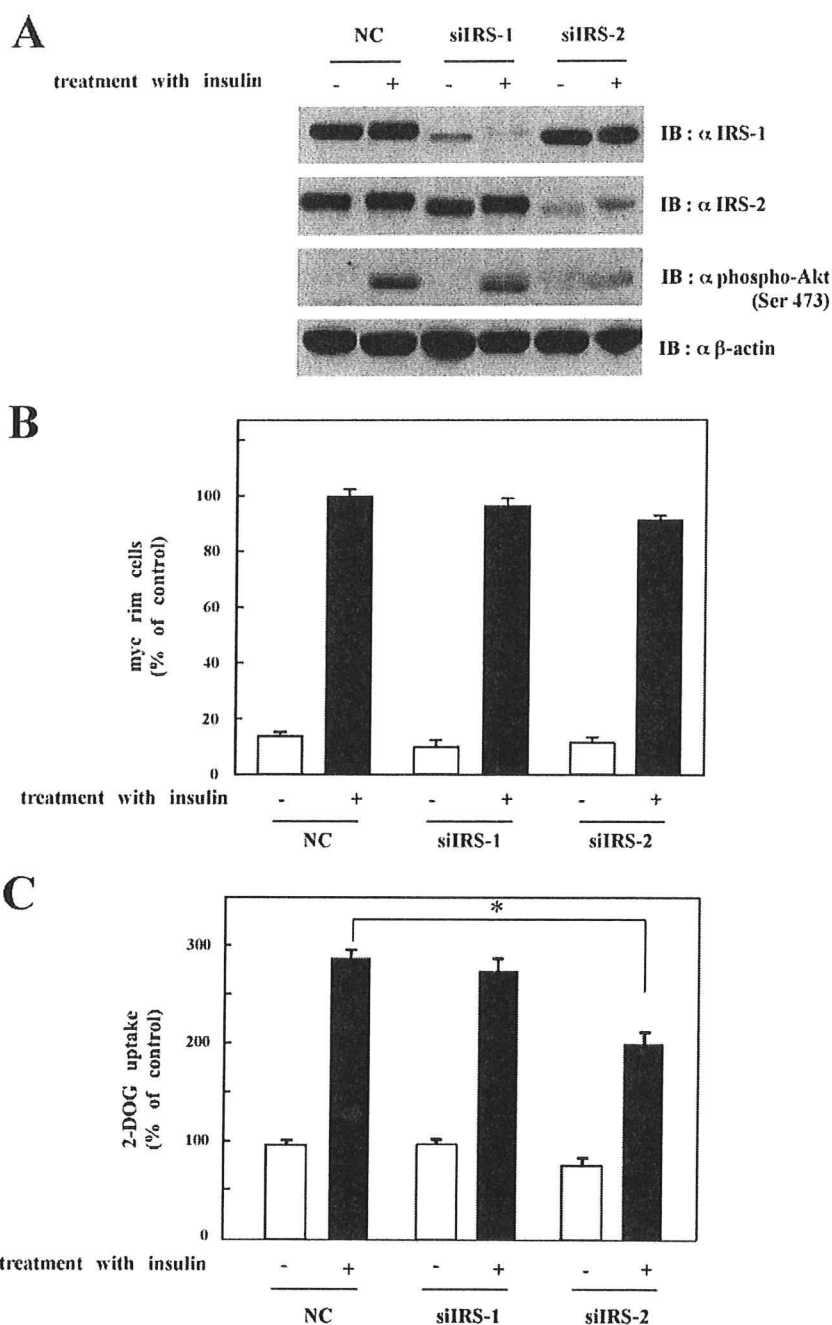 A
NC siIRS-1 siIRS-2
treatment with insulin - + - + - +
IB : α IRS-1
IB : α IRS-2
IB : α phospho-Akt
(Ser 473)
IB : α β-actin
B
myc rim cells
(% of control)
100
80
60
40
20
0
treatment with insulin - + - + - +
NC siIRS-1 siIRS-2
C
*
2-DOG uptake
(% of control)
300
200
100
0
treatment with insulin - + - + - +
NC siIRS-1 siIRS-2